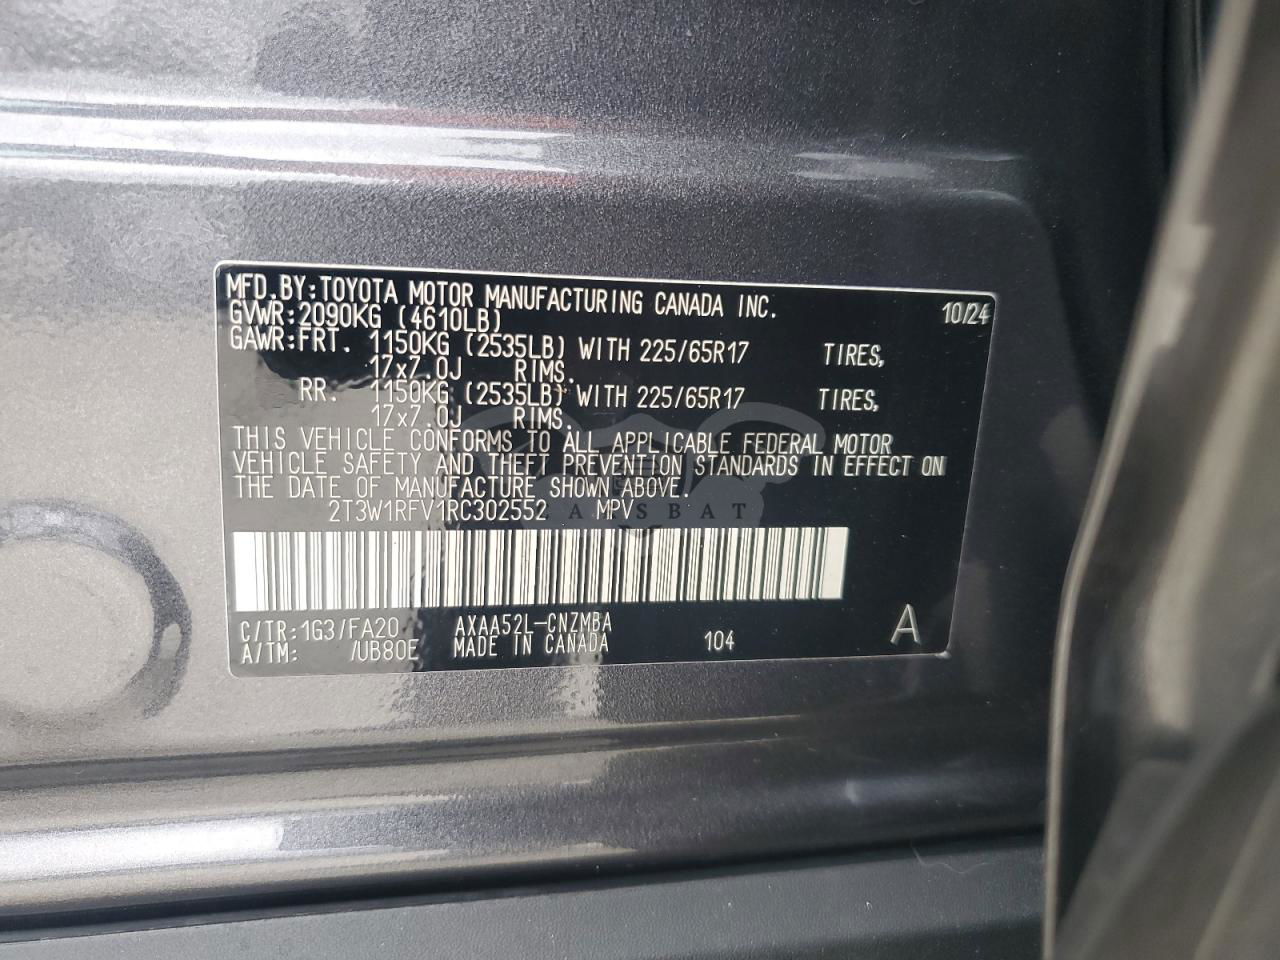 MFD.BY:TOYOTA MOTOR MANUFACTURING CANADA INC. 10/24
GVWR:2090KG (4610LB)
GAWR:FRT. 1150KG (2535LB) WITH 225/65R17 TIRES,
17x7.0J RIMS.
RR. 1150KG (2535LB) WITH 225/65R17 TIRES,
17x7.0J RIMS.
THIS VEHICLE CONFORMS TO ALL APPLICABLE FEDERAL MOTOR
VEHICLE SAFETY AND THEFT PREVENTION STANDARDS IN EFFECT ON
THE DATE OF MANUFACTURE SHOWN ABOVE.
2T3W1RFV1RC302552 MPV
C/TR:1G3/FA20 AXAA52L-CNZMBA
A/TM: /UB80E MADE IN CANADA 104 A